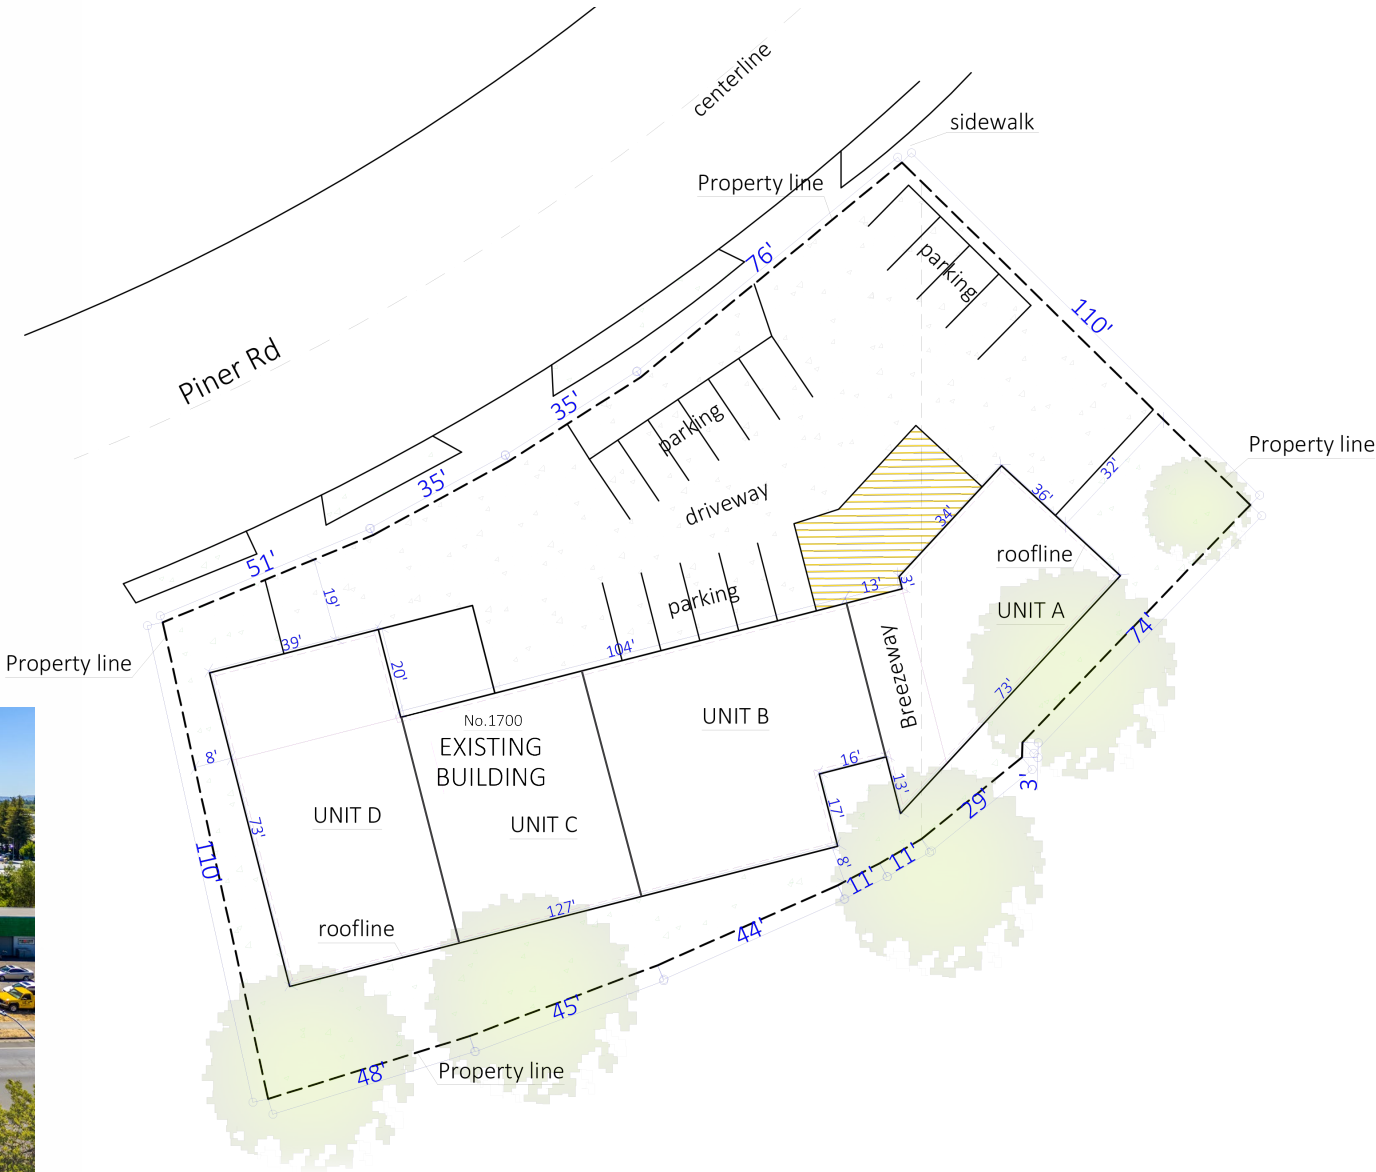 centerline
sidewalk
Property line
76'
parking
110'
Piner Rd
35'
parking
35'
Property line
driveway
36'
32'
34'
51'
roofline
19'
parking
13'
3'
UNIT A
39'
104'
Breezeway
74'
Property line
20'
73'
No.1700
EXISTING
BUILDING
UNIT B
8'
16'
13'
3'
UNIT D
UNIT C
17'
29'
73'
110'
8'
11'
11'
127'
roofline
44'
45'
48'
Property line